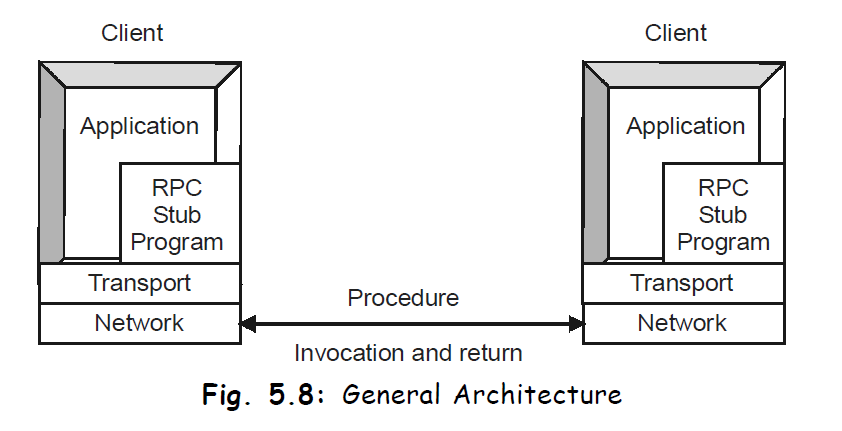 Client
Application
RPC
Stub
Program
Transport
Network
Client
Application
RPC
Stub
Program
Transport
Network
Procedure
Invocation and return
Fig. 5.8: General Architecture